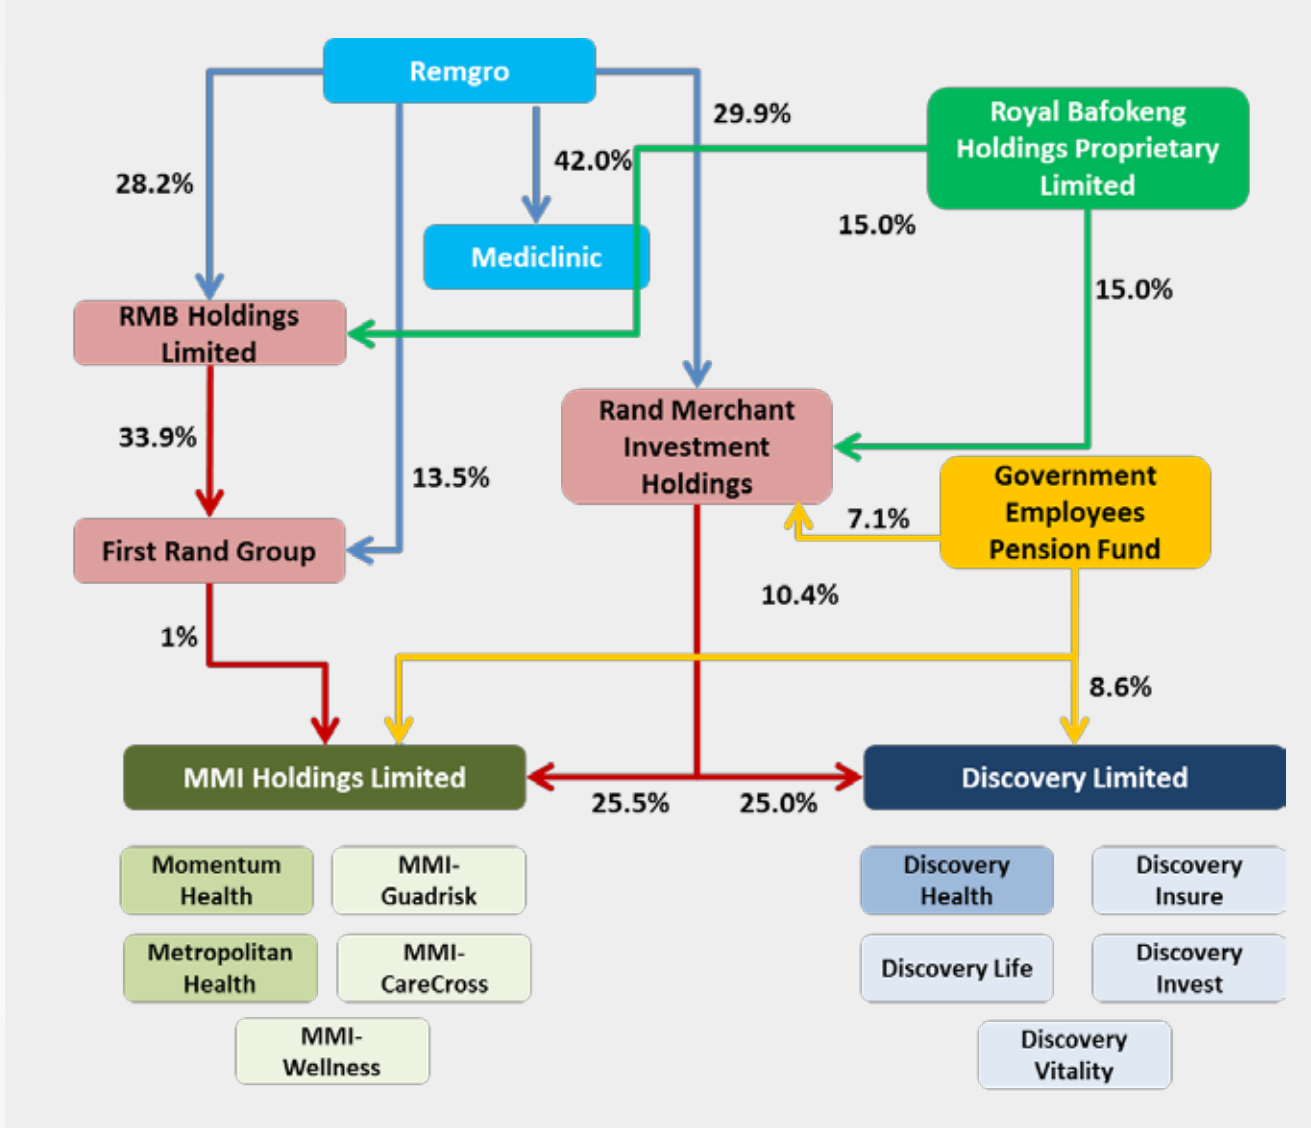 Remgro
29.9%
Royal Bafokeng
Holdings Proprietary
Limited
42.0%
28.2%
15.0%
Mediclinic
15.0%
RMB Holdings
Limited
Rand Merchant
Investment
Holdings
33.9%
13.5%
Government
Employees
Pension Fund
7.1%
First Rand Group
10.4%
1%
8.6%
MMI Holdings Limited
Discovery Limited
25.5%
25.0%
Momentum
Health
MMI-
Guadrisk
Discovery
Health
Discovery
Insure
Metropolitan
Health
MMI-
CareCross
Discovery Life
Discovery
Invest
MMI-
Wellness
Discovery
Vitality